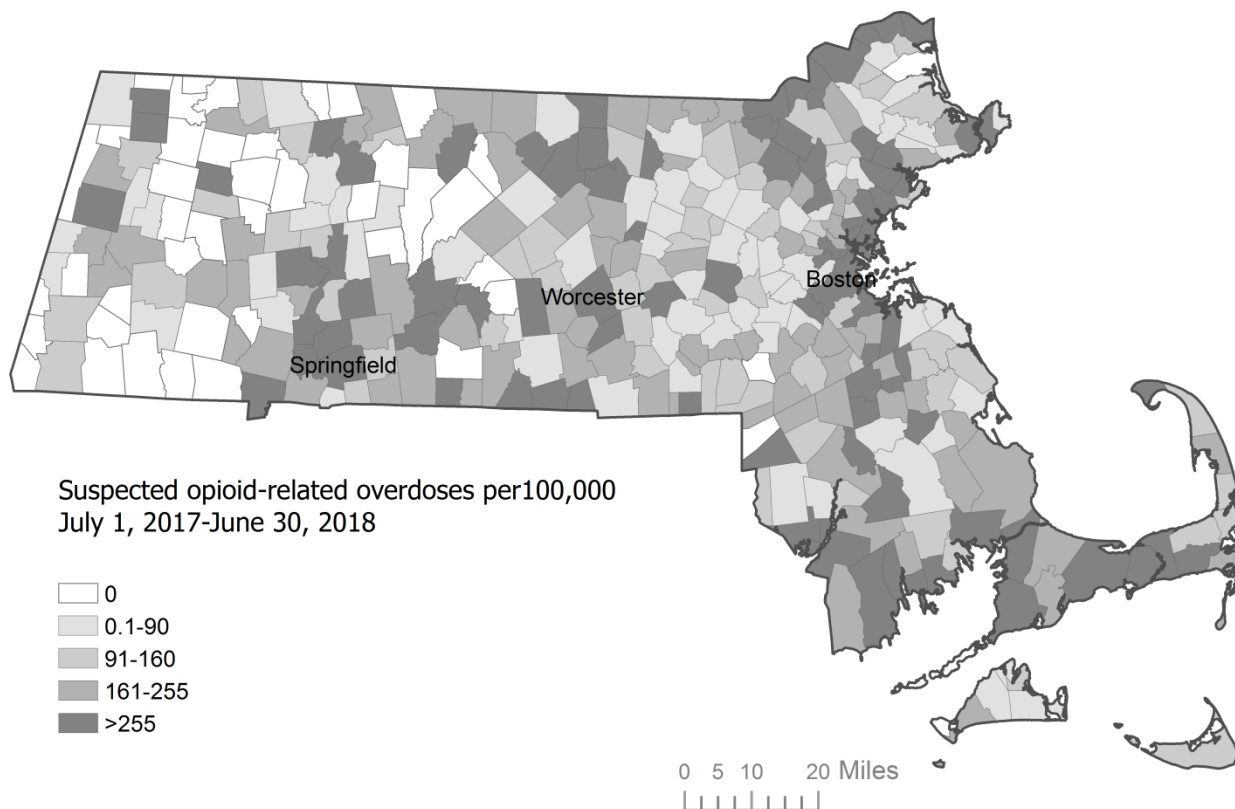 Boston
Worcester
Springfield
Suspected opioid-related overdoses per100,000
July 1, 2017-June 30, 2018
0
0.1-90
91-160
161-255
>255
0 5 10 20 Miles